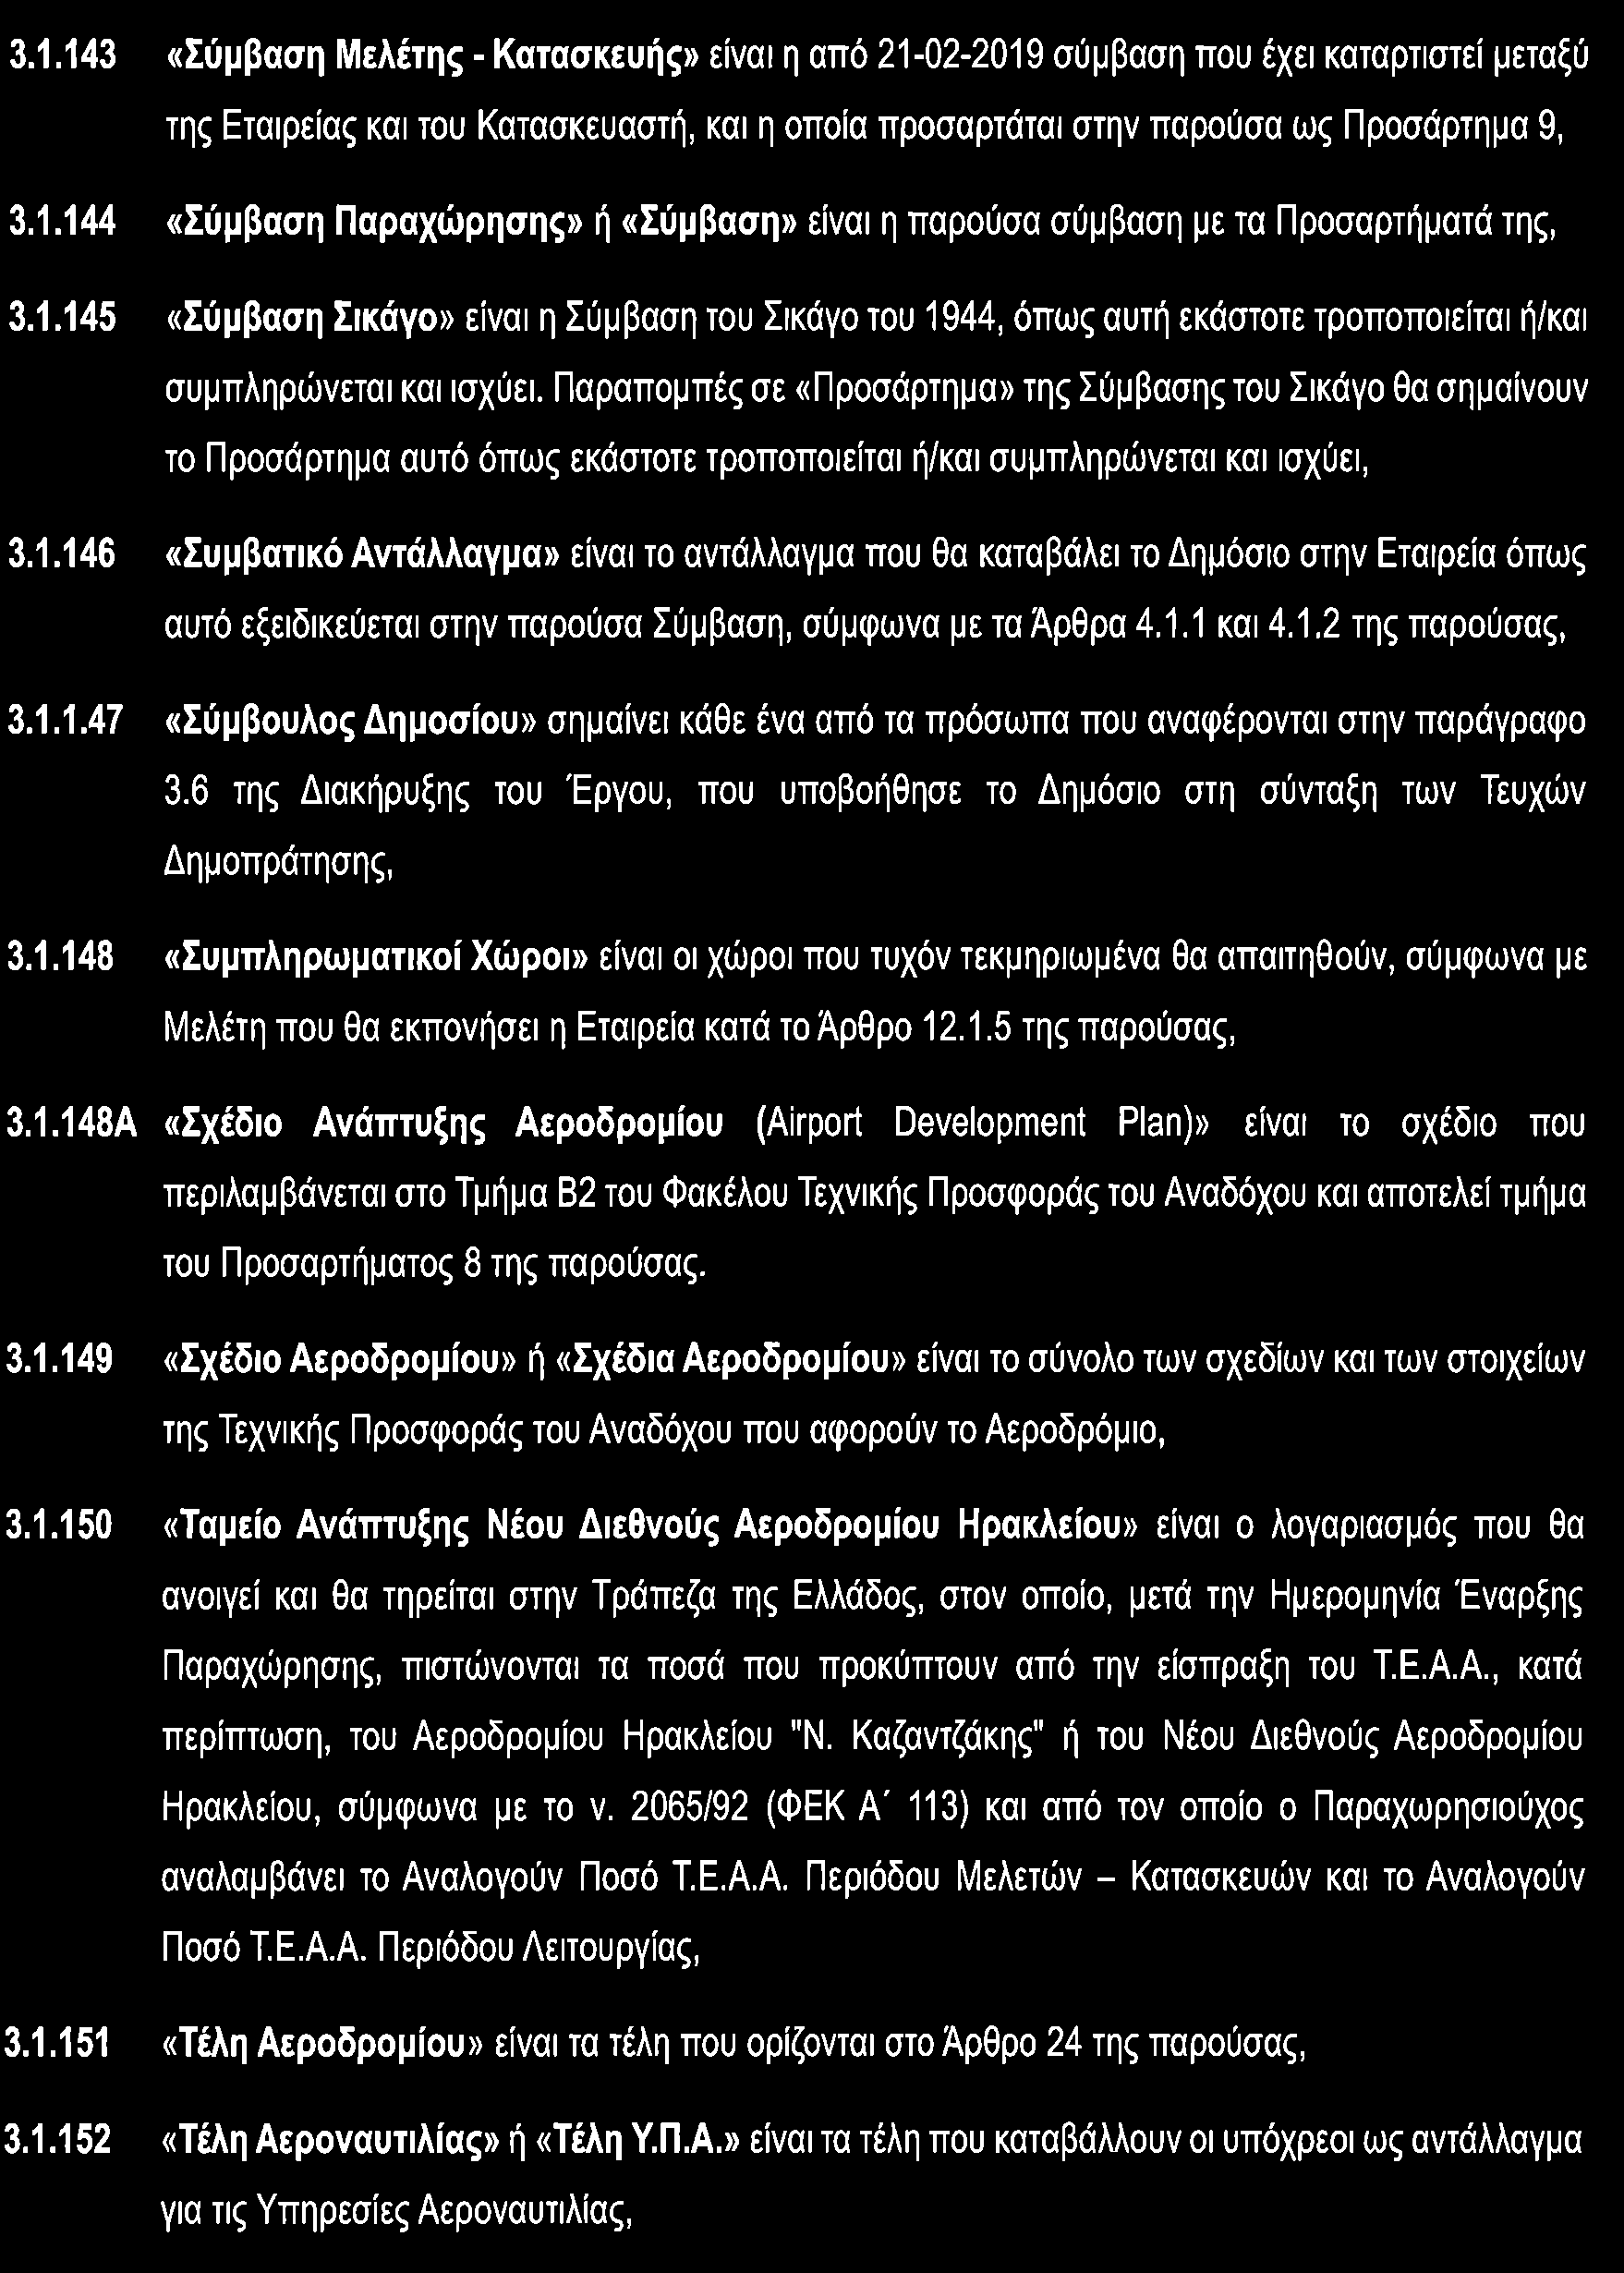 3.1.143 «Σύμβαση Μελέτης - Κατασκευής» είναι η από 21-02-2019 σύμβαση που έχει καταρτιστεί μεταξύ
της Εταιρείας και του Κατασκευαστή, και η οποία προσαρτάται στην παρούσα ως Προσάρτημα 9,
3.1.144 «Σύμβαση Παραχώρησης» ή «Σύμβαση» είναι η παρούσα σύμβαση με τα Προσαρτήματά της,
3.1.145 «Σύμβαση Σικάγο» είναι η Σύμβαση του Σικάγο του 1944, όπως αυτή εκάστοτε τροποποιείται ή/και
συμπληρώνεται και ισχύει. Παραπομπές σε «Προσάρτημα» της Σύμβασης του Σικάγο θα σημαίνουν
το Προσάρτημα αυτό όπως εκάστοτε τροποποιείται ή/και συμπληρώνεται και ισχύει,
3.1.146 «Συμβατικό Αντάλλαγμα» είναι το αντάλλαγμα που θα καταβάλει το Δημόσιο στην Εταιρεία όπως
αυτό εξειδικεύεται στην παρούσα Σύμβαση, σύμφωνα με τα Άρθρα 4.1.1 και 4.1.2 της παρούσας,
3.1.1.47 «Σύμβουλος Δημοσίου» σημαίνει κάθε ένα από τα πρόσωπα που αναφέρονται στην παράγραφο
3.6 της Διακήρυξης του Έργου, που υποβοήθησε το Δημόσιο στη σύνταξη των Τευχών
Δημοπράτησης,
3.1.148 «Συμπληρωματικοί Χώροι» είναι οι χώροι που τυχόν τεκμηριωμένα θα απαιτηθούν, σύμφωνα με
Μελέτη που θα εκπονήσει η Εταιρεία κατά το Άρθρο 12.1.5 της παρούσας,
3.1.148Α «Σχέδιο Ανάπτυξης Αεροδρομίου (Airport Development Plan)» είναι το σχέδιο που
περιλαμβάνεται στο Τμήμα Β2 του Φακέλου Τεχνικής Προσφοράς του Αναδόχου και αποτελεί τμήμα
του Προσαρτήματος 8 της παρούσας.
3.1.149 «Σχέδιο Αεροδρομίου» ή «Σχέδια Αεροδρομίου» είναι το σύνολο των σχεδίων και των στοιχείων
της Τεχνικής Προσφοράς του Αναδόχου που αφορούν το Αεροδρόμιο,
3.1.150 «Ταμείο Ανάπτυξης Νέου Διεθνούς Αεροδρομίου Ηρακλείου» είναι ο λογαριασμός που θα
ανοιγεί και θα τηρείται στην Τράπεζα της Ελλάδος, στον οποίο, μετά την Ημερομηνία Έναρξης
Παραχώρησης, πιστώνονται τα ποσά που προκύπτουν από την είσπραξη του Τ.Ε.Α.Α., κατά
περίπτωση, του Αεροδρομίου Ηρακλείου "Ν. Καζαντζάκης" ή του Νέου Διεθνούς Αεροδρομίου
Ηρακλείου, σύμφωνα με το ν. 2065/92 (ΦΕΚ Α΄ 113) και από τον οποίο ο Παραχωρησιούχος
αναλαμβάνει το Αναλογούν Ποσό Τ.Ε.Α.Α. Περιόδου Μελετών – Κατασκευών και το Αναλογούν
Ποσό Τ.Ε.Α.Α. Περιόδου Λειτουργίας,
3.1.151 «Τέλη Αεροδρομίου» είναι τα τέλη που ορίζονται στο Άρθρο 24 της παρούσας,
3.1.152 «Τέλη Αεροναυτιλίας» ή «Τέλη Υ.Π.Α.» είναι τα τέλη που καταβάλλουν οι υπόχρεοι ως αντάλλαγμα
για τις Υπηρεσίες Αεροναυτιλίας,